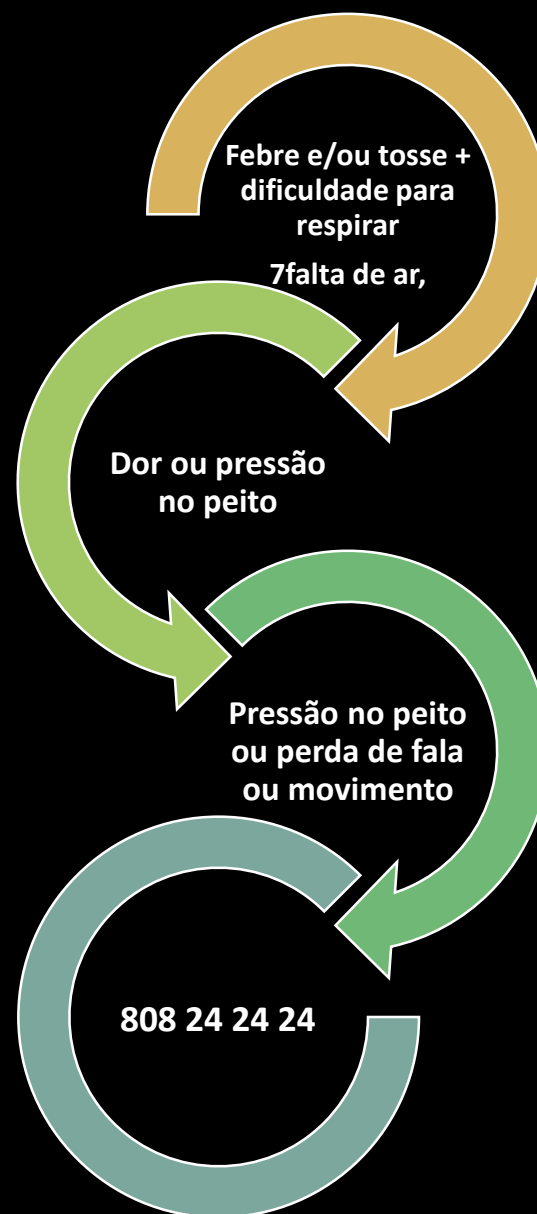 Febre e/ou tosse +
dificuldade para
respirar
7falta de ar,
Dor ou pressão
no peito
Pressão no peito
ou perda de fala
ou movimento
808 24 24 24